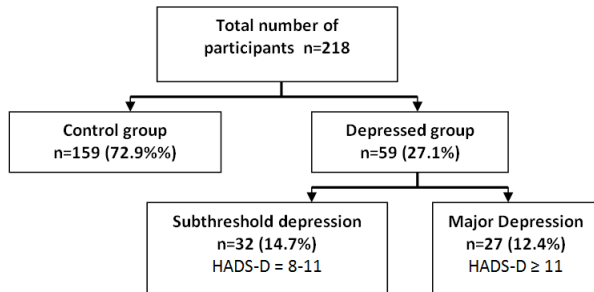 Total number of
participants n=218
Control group
n=159 (72.9%%)
Depressed group
n=59 (27.1%)
Subthreshold depression
n=32 (14.7%)
HADS-D = 8-11
Major Depression
n=27 (12.4%)
HADS-D ≥ 11